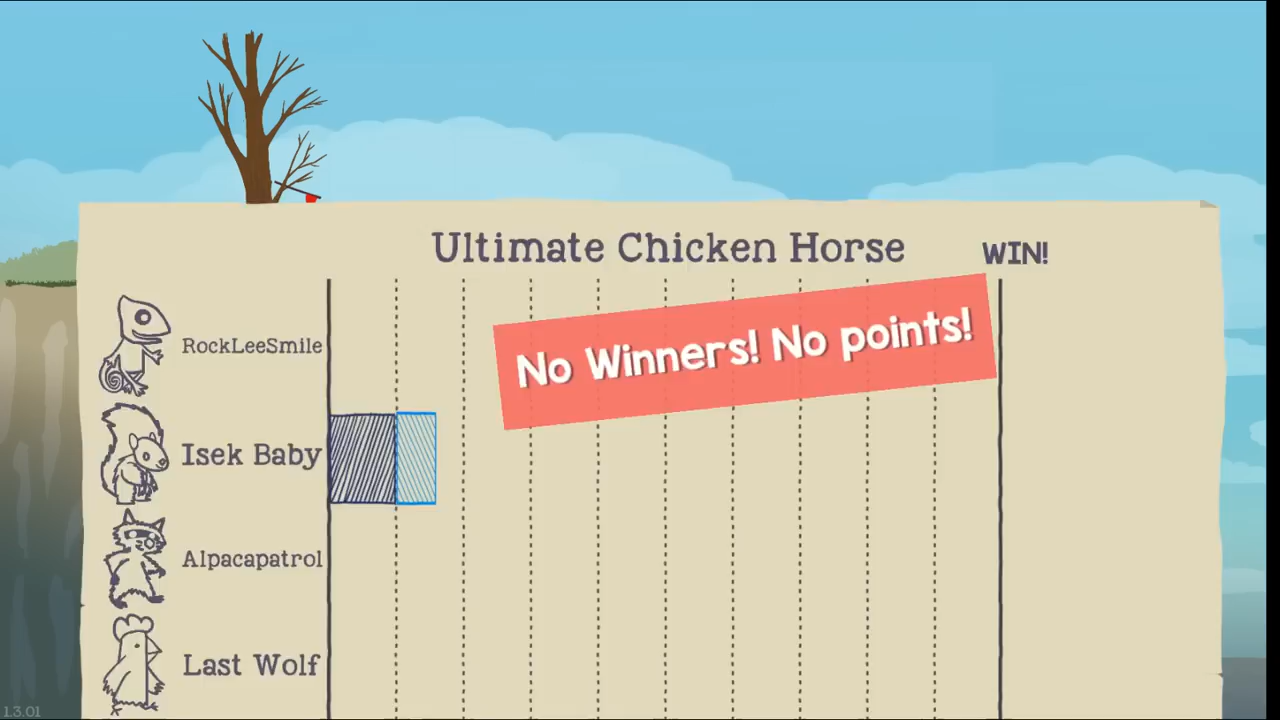 Ultimate Chicken Horse
WIN!
No Winners! No points!
RockLeeSmile
Isek Baby
Alpacapatrol
Last Wolf
1.3.01